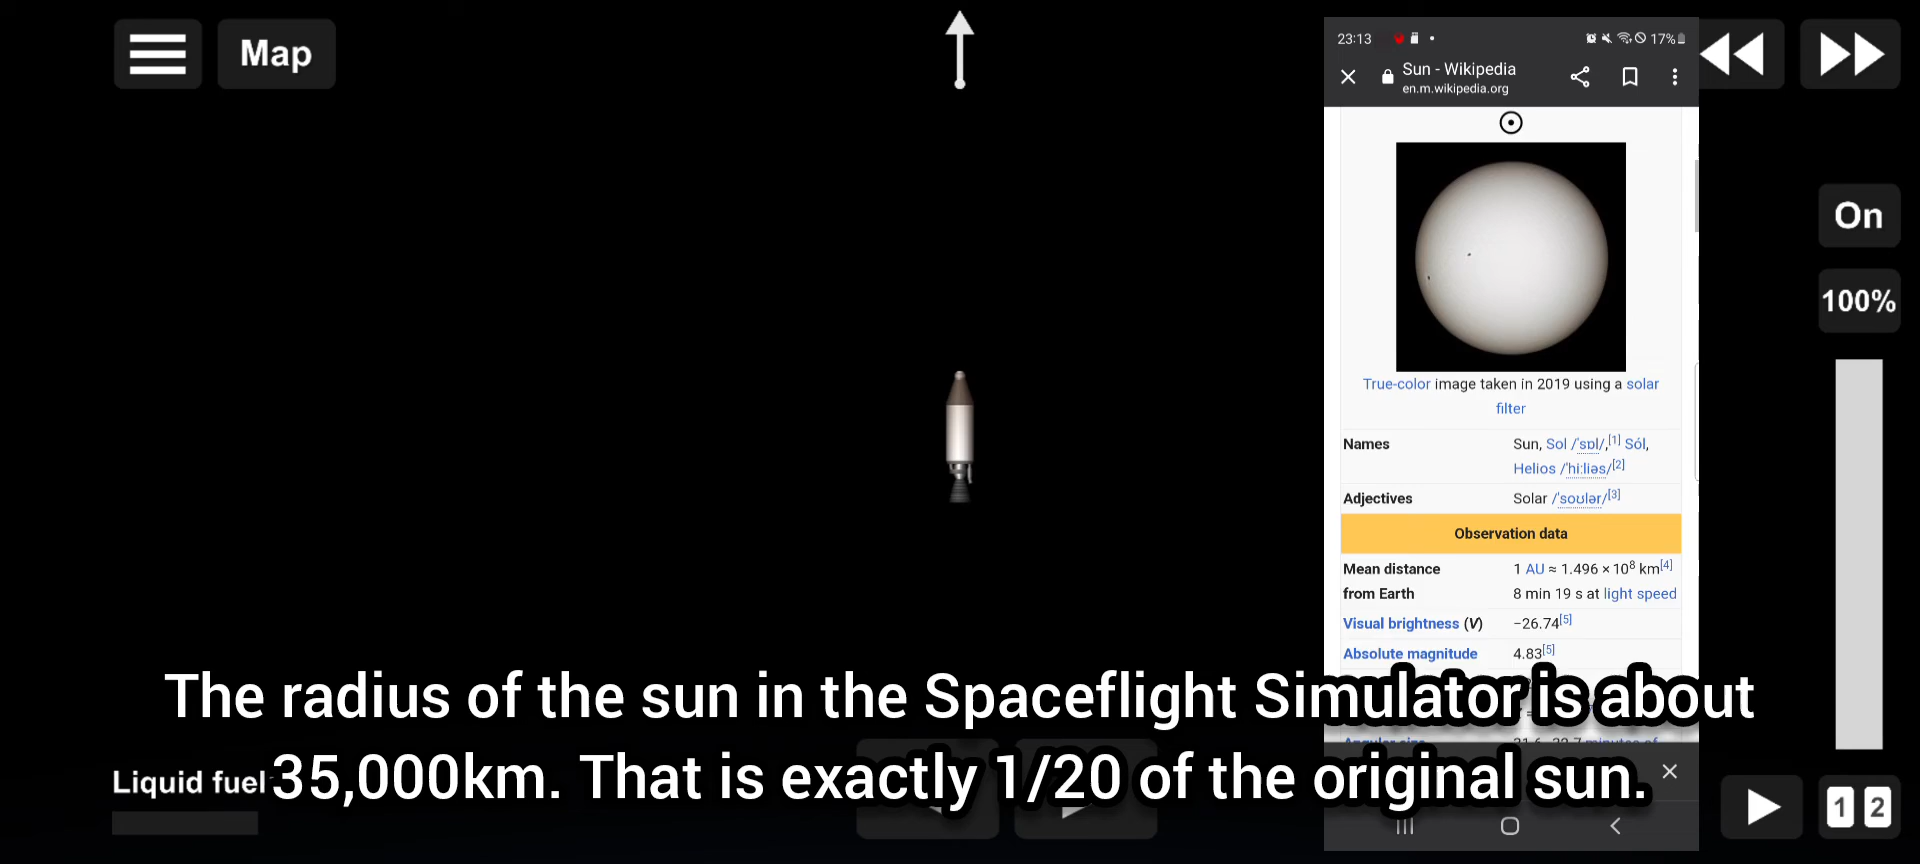 Map
23:13
17%
Sun - Wikipedia
en.m.wikipedia.org
True-color image taken in 2019 using a solar
filter
Names
Sun, Sol /ˈsɒl/,[1] Sól,
Helios /ˈhiːliəs/[2]
Adjectives
Solar /ˈsoʊlər/[3]
Observation data
Mean distance
from Earth
1 AU ≈ 1.496 × 10⁸ km[4]
8 min 19 s at light speed
Visual brightness (V)
−26.74[5]
Absolute magnitude
4.83[5]
On
100%
The radius of the sun in the Spaceflight Simulator is about
35,000km. That is exactly 1/20 of the original sun.
Liquid fuel
1 2